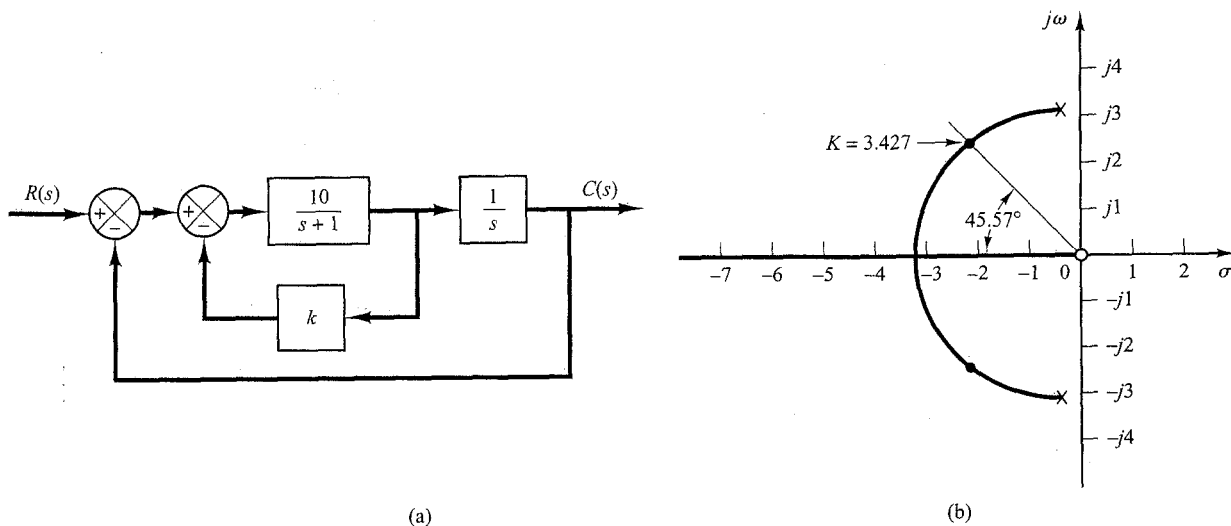 R(s)
+
−
+
−
10
s + 1
1
s
C(s)
k
(a)
jω
j4
j3
K = 3.427
j2
j1
45.57°
−7 −6 −5 −4 −3 −2 −1 0 1 2 σ
−j1
−j2
−j3
−j4
(b)